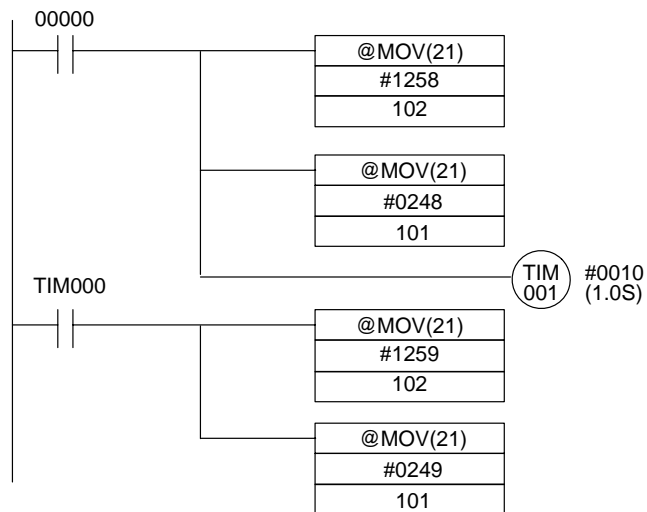 00000
@MOV(21)
#1258
102
@MOV(21)
#0248
101
TIM
001
#0010
(1.0S)
TIM000
@MOV(21)
#1259
102
@MOV(21)
#0249
101